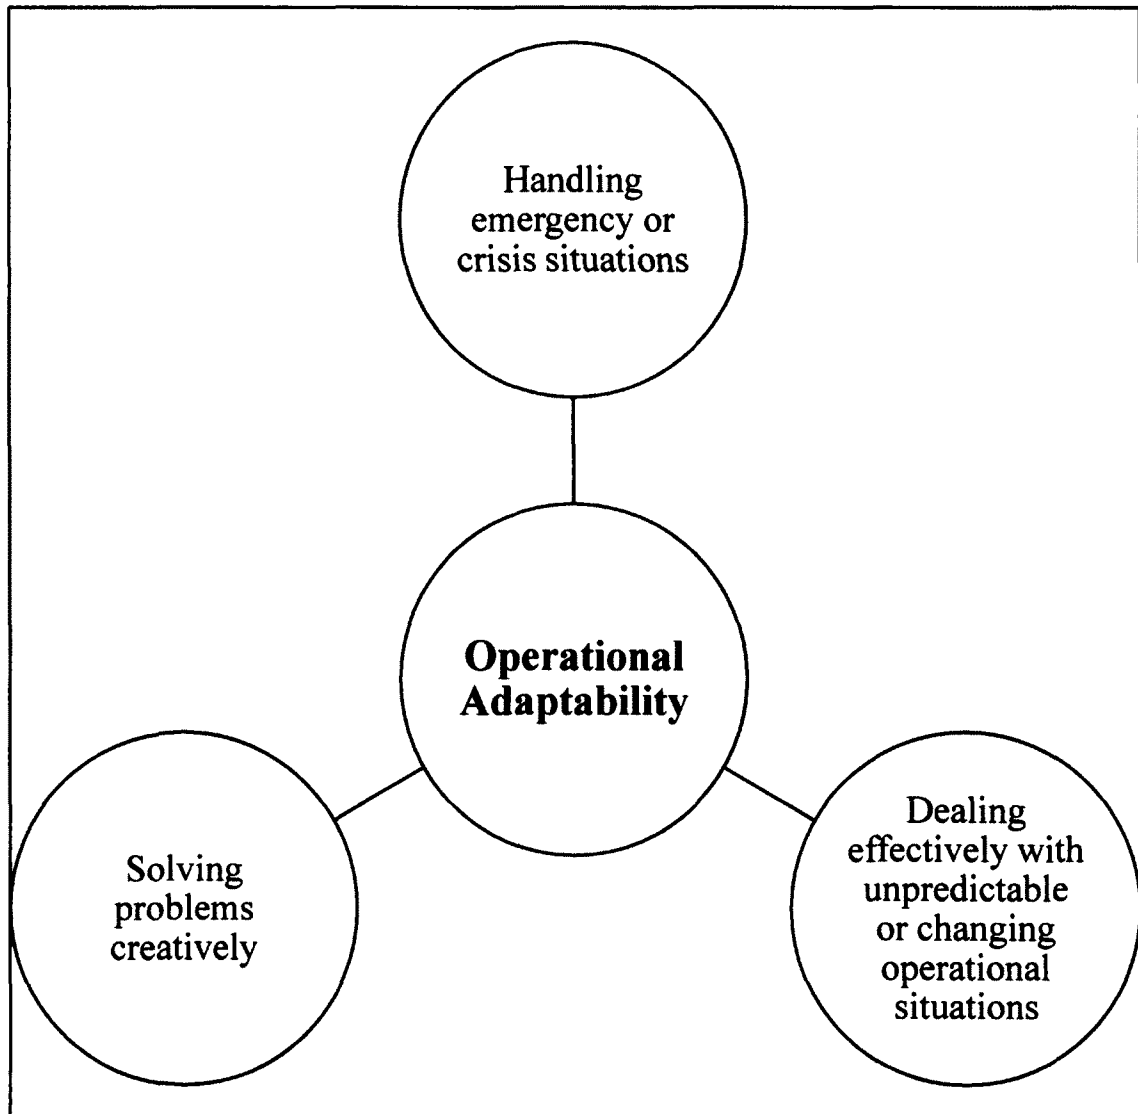 Handling
emergency or
crisis situations
Operational
Adaptability
Solving
problems
creatively
Dealing
effectively with
unpredictable
or changing
operational
situations